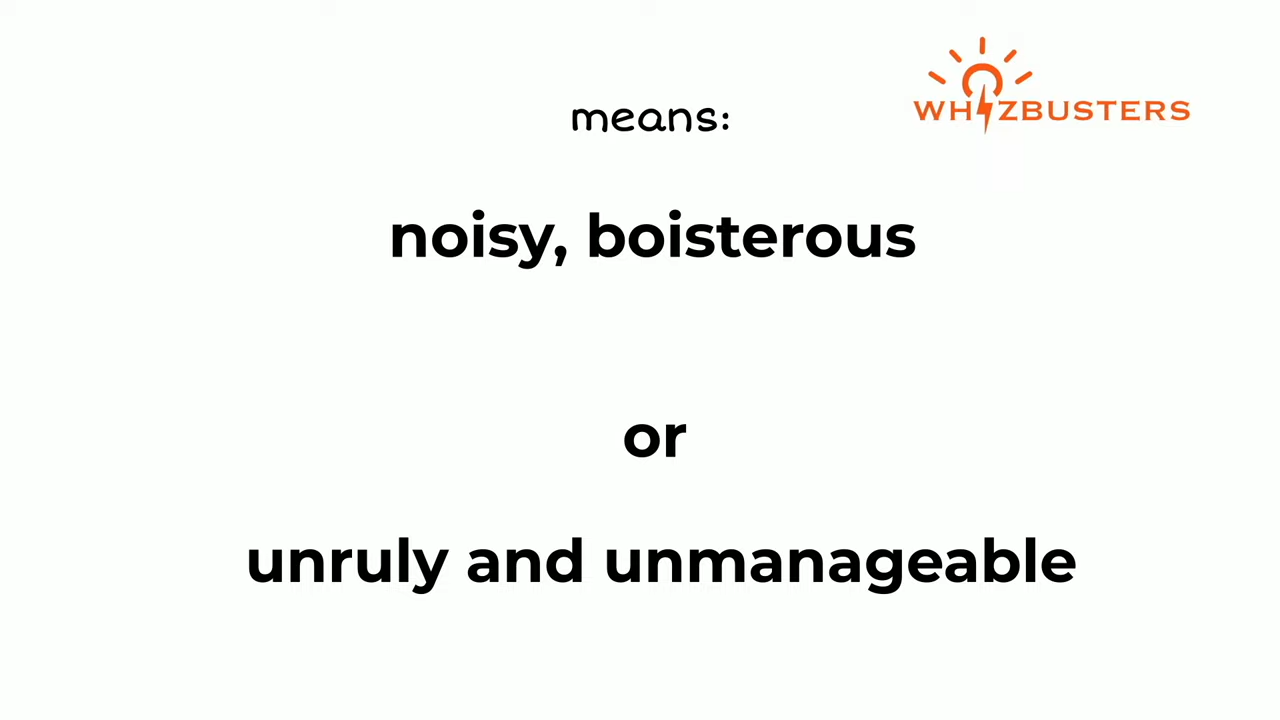 means:
WHIZBUSTERS
noisy, boisterous
or
unruly and unmanageable